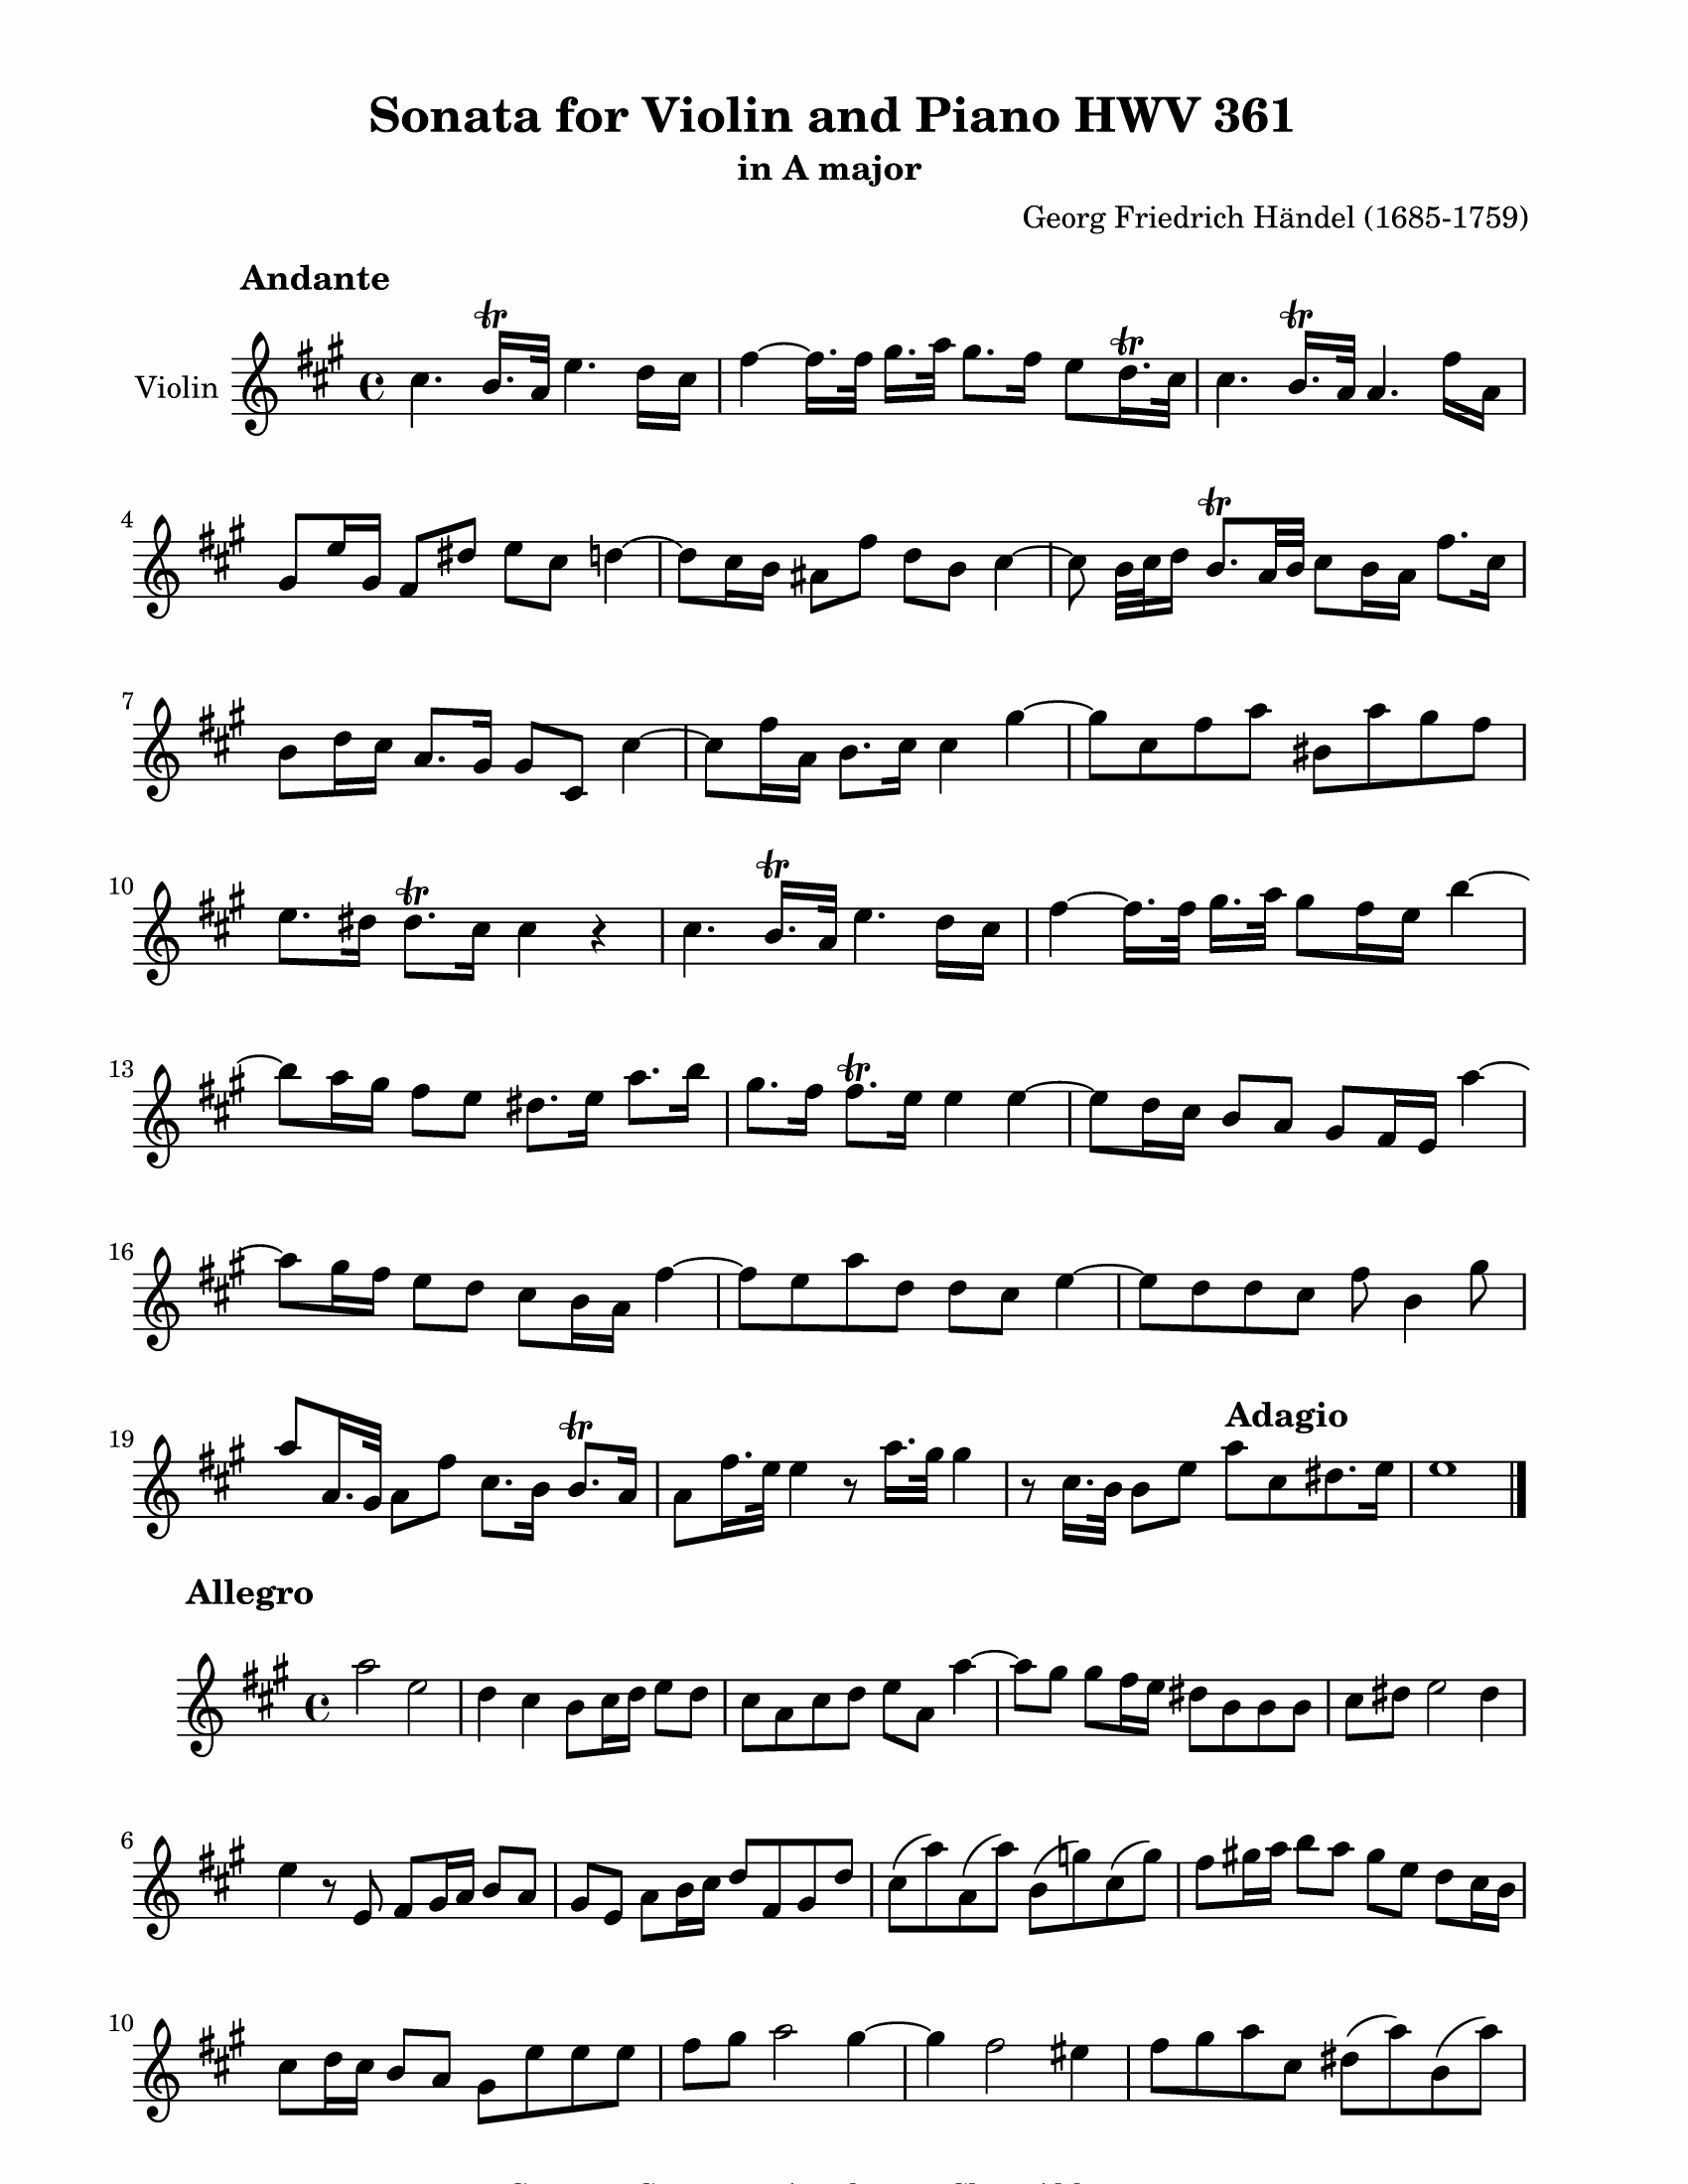 Sonata for Violin and Piano HWV 361
in A major
Georg Friedrich Händel (1685-1759)
Andante
Violin
4
7
10
13
16
19
Adagio
Allegro
6
10